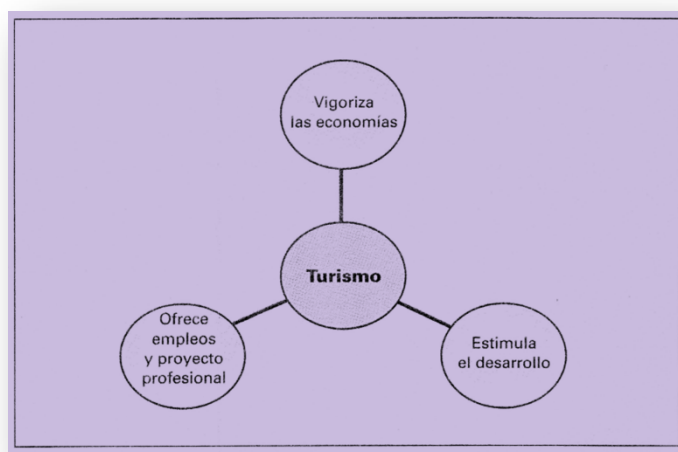 Vigoriza
las economías
Turismo
Ofrece
empleos
y proyecto
profesional
Estimula
el desarrollo